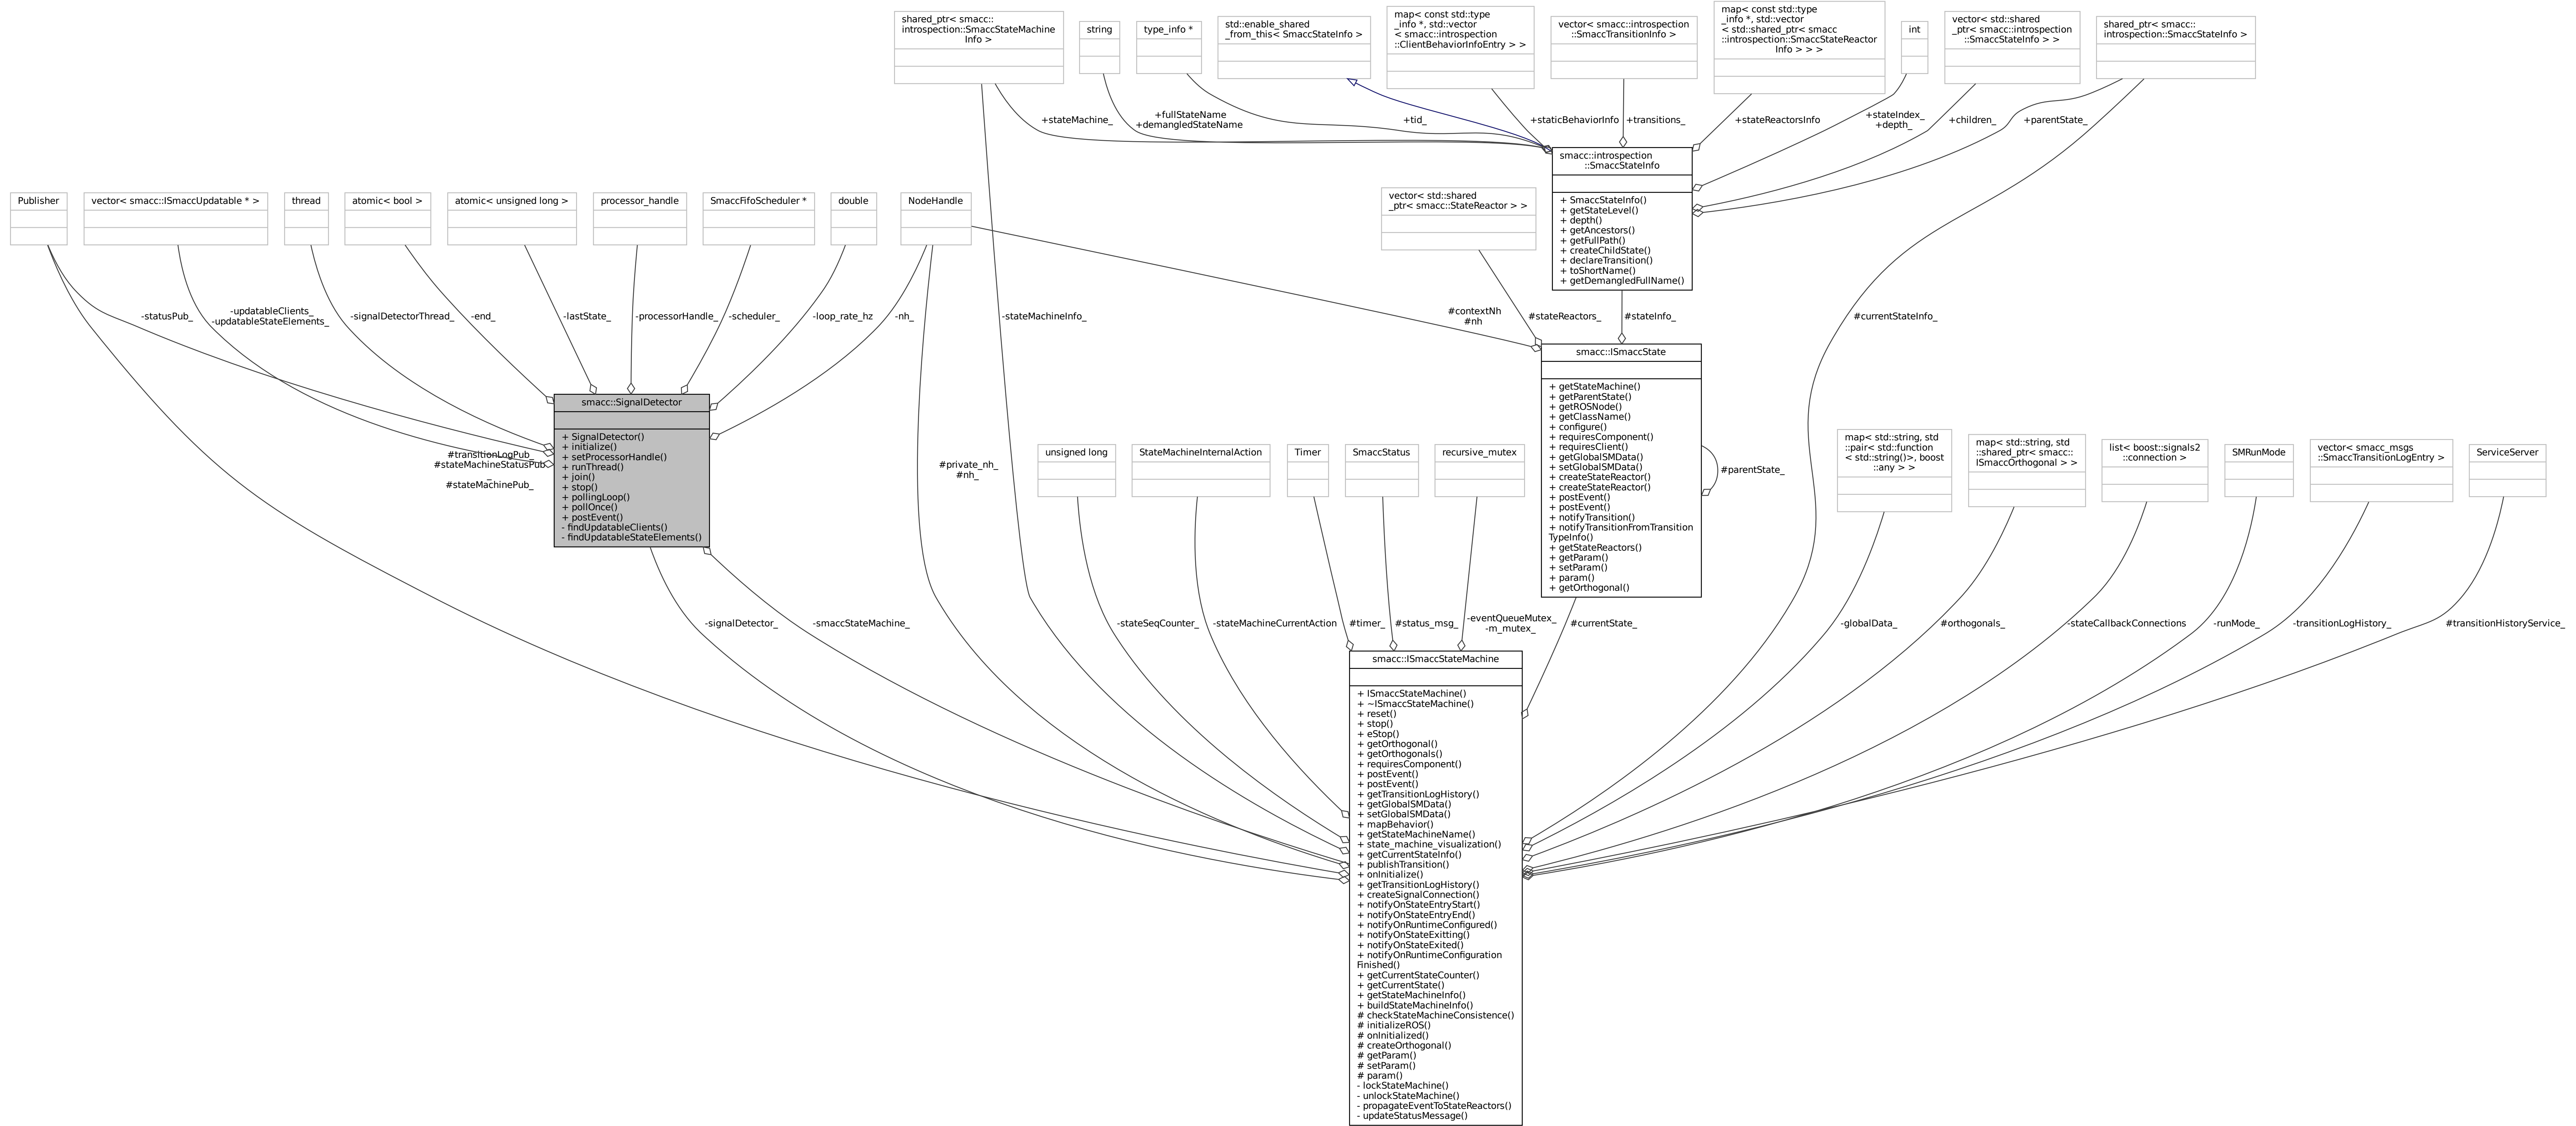 shared_ptr< smacc::
introspection::SmaccStateMachine
Info >
string
type_info *
std::enable_shared
_from_this< SmaccStateInfo >
map< const std::type
_info *, std::vector
< smacc::introspection
::ClientBehaviorInfoEntry > >
vector< smacc::introspection
::SmaccTransitionInfo >
map< const std::type
_info *, std::vector
< std::shared_ptr< smacc
::introspection::SmaccStateReactor
Info > > >
int
vector< std::shared
_ptr< smacc::introspection
::SmaccStateInfo > >
shared_ptr< smacc::
introspection::SmaccStateInfo >
+stateMachine_
+fullStateName
+demangledStateName
+tid_
+staticBehaviorInfo
+transitions_
+stateReactorsInfo
+stateIndex_
+depth_
+children_
+parentState_
smacc::introspection
::SmaccStateInfo
+ SmaccStateInfo()
+ getStateLevel()
+ depth()
+ getAncestors()
+ getFullPath()
+ createChildState()
+ declareTransition()
+ toShortName()
+ getDemangledFullName()
Publisher
vector< smacc::ISmaccUpdatable * >
thread
atomic< bool >
atomic< unsigned long >
processor_handle
SmaccFifoScheduler *
double
NodeHandle
vector< std::shared
_ptr< smacc::StateReactor > >
-statusPub_
-updatableClients_
-updatableStateElements_
-signalDetectorThread_
-end_
-lastState_
-processorHandle_
-scheduler_
-loop_rate_hz
-nh_
-stateMachineInfo_
#contextNh
#nh
#stateReactors_
#stateInfo_
#currentStateInfo_
smacc::ISmaccState
+ getStateMachine()
+ getParentState()
+ getROSNode()
+ getClassName()
+ configure()
+ requiresComponent()
+ requiresClient()
+ getGlobalSMData()
+ setGlobalSMData()
+ createStateReactor()
+ createStateReactor()
+ postEvent()
+ postEvent()
+ notifyTransition()
+ notifyTransitionFromTransition
TypeInfo()
+ getStateReactors()
+ getParam()
+ setParam()
+ param()
+ getOrthogonal()
#parentState_
smacc::SignalDetector
+ SignalDetector()
+ initialize()
+ setProcessorHandle()
+ runThread()
+ join()
+ stop()
+ pollingLoop()
+ pollOnce()
+ postEvent()
- findUpdatableClients()
- findUpdatableStateElements()
#transitionLogPub_
#stateMachineStatusPub
_
#stateMachinePub_
#private_nh_
#nh_
unsigned long
StateMachineInternalAction
Timer
SmaccStatus
recursive_mutex
map< std::string, std
::pair< std::function
< std::string()>, boost
::any > >
map< std::string, std
::shared_ptr< smacc::
ISmaccOrthogonal > >
list< boost::signals2
::connection >
SMRunMode
vector< smacc_msgs
::SmaccTransitionLogEntry >
ServiceServer
-signalDetector_
-smaccStateMachine_
-stateSeqCounter_
-stateMachineCurrentAction
#timer_
#status_msg_
-eventQueueMutex_
-m_mutex_
#currentState_
-globalData_
#orthogonals_
-stateCallbackConnections
-runMode_
-transitionLogHistory_
#transitionHistoryService_
smacc::ISmaccStateMachine
+ ISmaccStateMachine()
+ ~ISmaccStateMachine()
+ reset()
+ stop()
+ eStop()
+ getOrthogonal()
+ getOrthogonals()
+ requiresComponent()
+ postEvent()
+ postEvent()
+ getTransitionLogHistory()
+ getGlobalSMData()
+ setGlobalSMData()
+ mapBehavior()
+ getStateMachineName()
+ state_machine_visualization()
+ getCurrentStateInfo()
+ publishTransition()
+ onInitialize()
+ getTransitionLogHistory()
+ createSignalConnection()
+ notifyOnStateEntryStart()
+ notifyOnStateEntryEnd()
+ notifyOnRuntimeConfigured()
+ notifyOnStateExitting()
+ notifyOnStateExited()
+ notifyOnRuntimeConfiguration
Finished()
+ getCurrentStateCounter()
+ getCurrentState()
+ getStateMachineInfo()
+ buildStateMachineInfo()
# checkStateMachineConsistence()
# initializeROS()
# onInitialized()
# createOrthogonal()
# getParam()
# setParam()
# param()
- lockStateMachine()
- unlockStateMachine()
- propagateEventToStateReactors()
- updateStatusMessage()